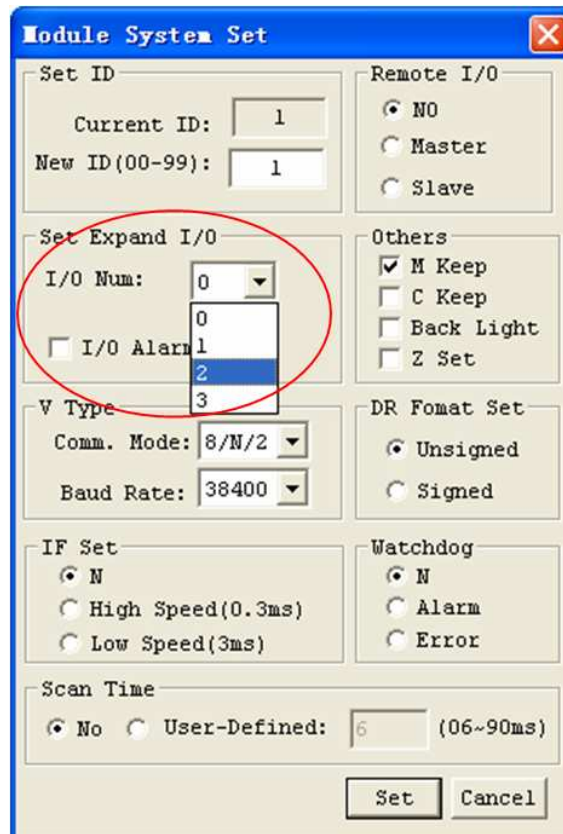 Module System Set
Set ID
Current ID: 1
New ID(00-99): 1
Remote I/O
NO
Master
Slave
Set Expand I/O
I/O Num: 0
0
1
2
3
I/O Alarm
Others
M Keep
C Keep
Back Light
Z Set
V Type
Comm. Mode: 8/N/2
Baud Rate: 38400
DR Fomat Set
Unsigned
Signed
IF Set
N
High Speed(0.3ms)
Low Speed(3ms)
Watchdog
N
Alarm
Error
Scan Time
No User-Defined: 6 (06~90ms)
Set Cancel